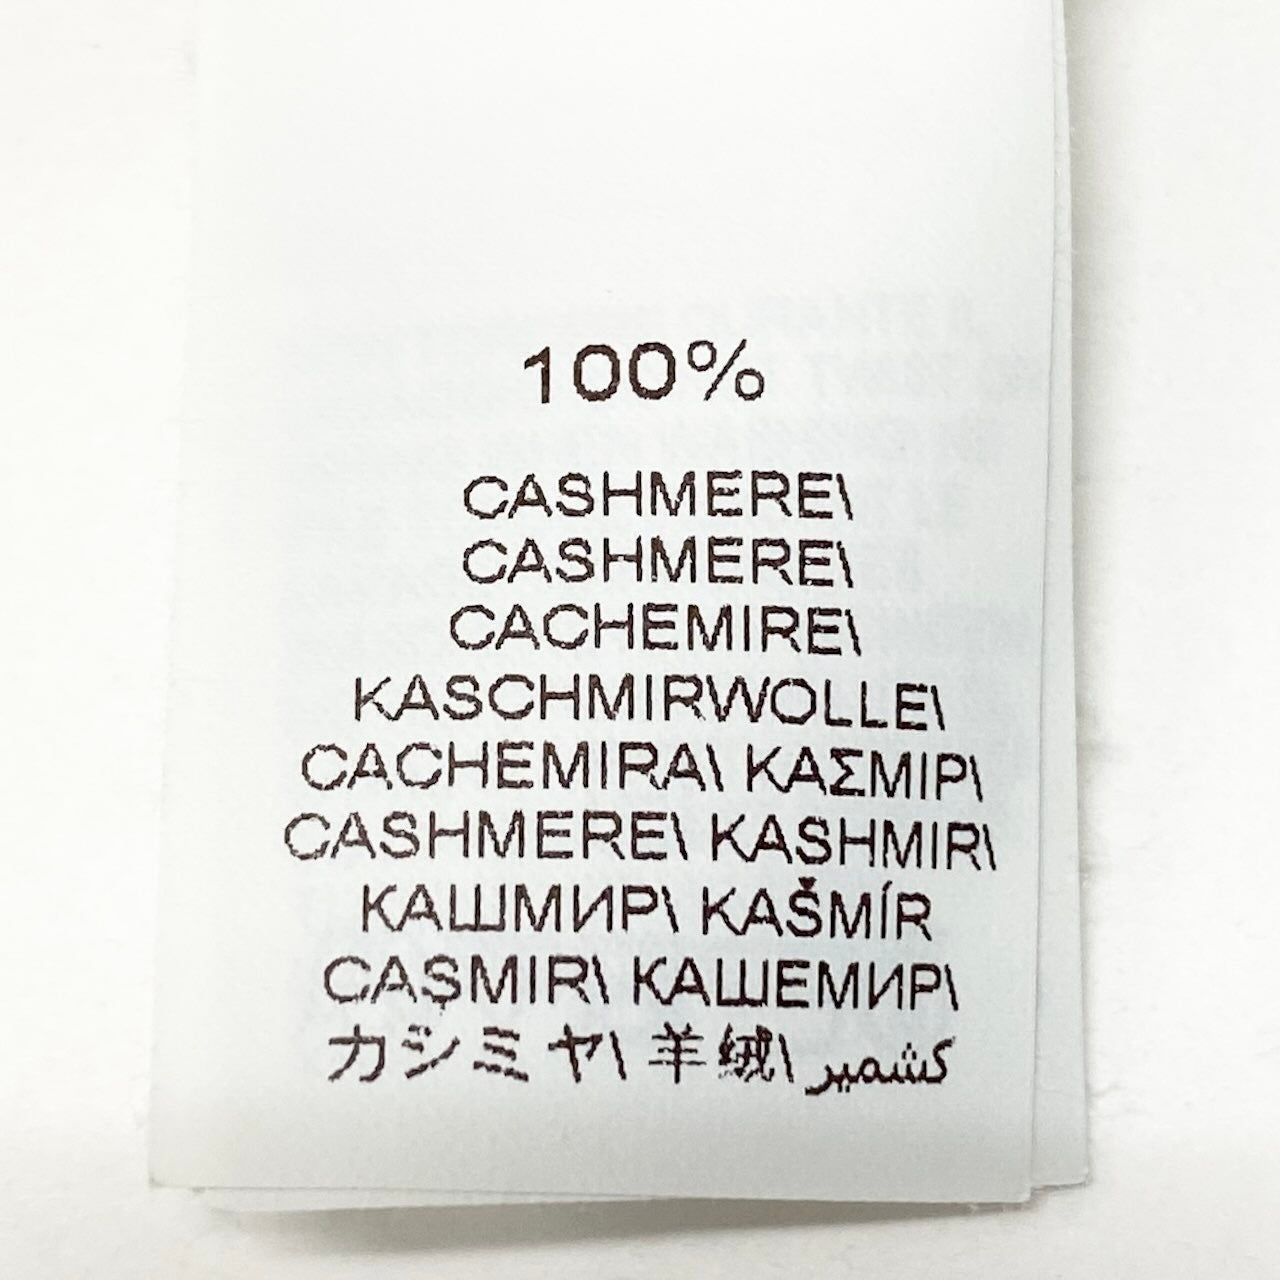 100%
CASHMERE\
CASHMERE\
CACHEMIRE\
KASCHMIRWOLLE\
CACHEMIRA\ ΚΑΣΜΙΡ\
CASHMERE\ KASHMIR\
КАШМИР\ KAŠMÍR
CAŞMIR\ КАШЕМИР\
カシミヤ\ 羊绒\ كشمير